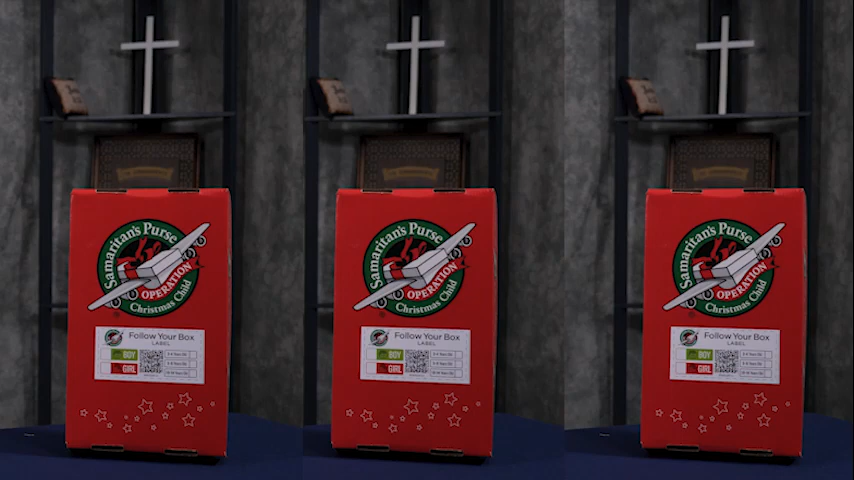 Samaritan's Purse
OPERATION
Christmas Child
Follow Your Box
LABEL
BOY
GIRL
Samaritan's Purse
OPERATION
Christmas Child
Follow Your Box
LABEL
BOY
GIRL
Samaritan's Purse
OPERATION
Christmas Child
Follow Your Box
LABEL
BOY
GIRL